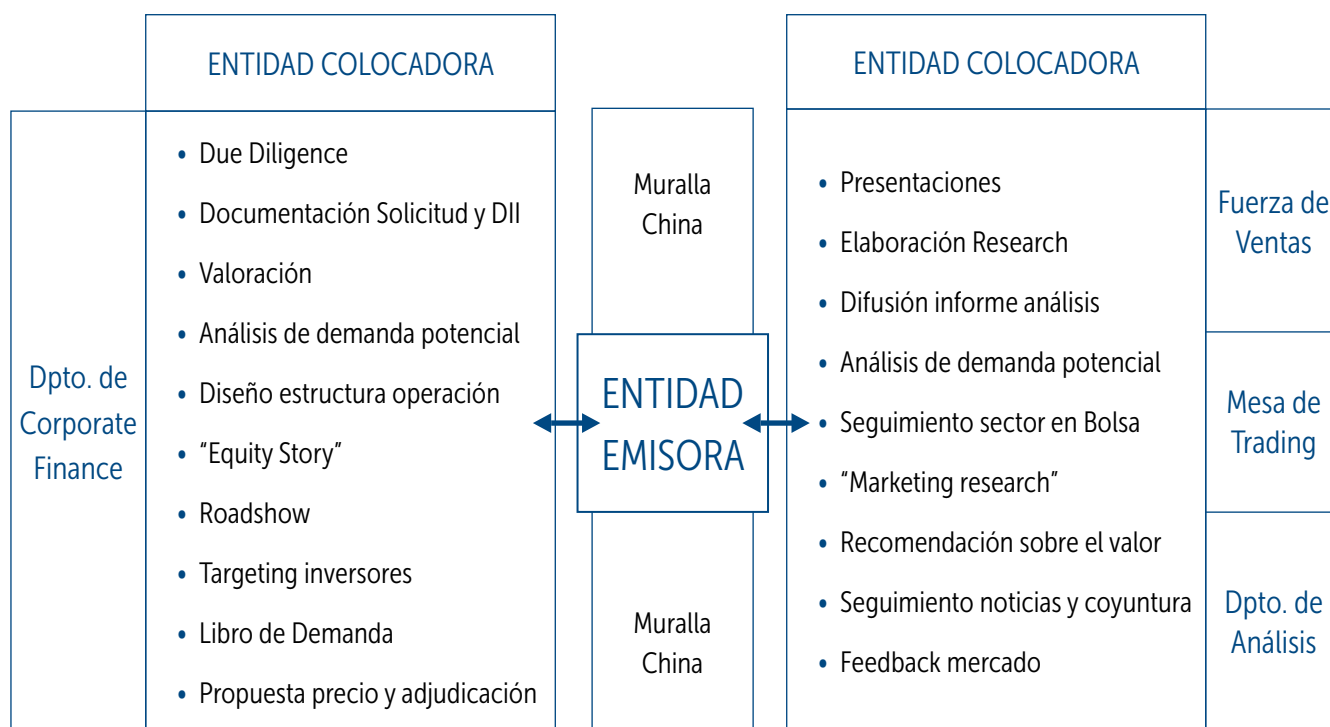 ENTIDAD COLOCADORA
Dpto. de
Corporate
Finance
• Due Diligence
• Documentación Solicitud y DII
• Valoración
• Análisis de demanda potencial
• Diseño estructura operación
• “Equity Story”
• Roadshow
• Targeting inversores
• Libro de Demanda
• Propuesta precio y adjudicación
Muralla
China
ENTIDAD
EMISORA
Muralla
China
ENTIDAD COLOCADORA
• Presentaciones
• Elaboración Research
• Difusión informe análisis
• Análisis de demanda potencial
• Seguimiento sector en Bolsa
• “Marketing research”
• Recomendación sobre el valor
• Seguimiento noticias y coyuntura
• Feedback mercado
Fuerza de
Ventas
Mesa de
Trading
Dpto. de
Análisis